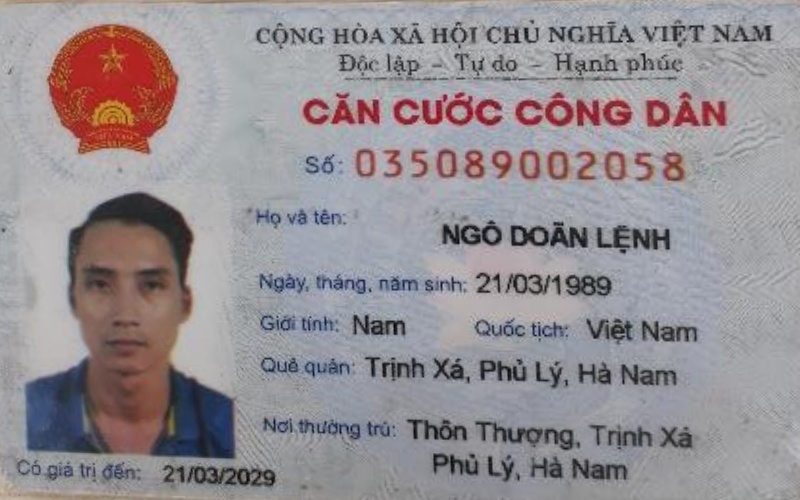 CỘNG HÒA XÃ HỘI CHỦ NGHĨA VIỆT NAM
Độc lập - Tự do - Hạnh phúc
CĂN CƯỚC CÔNG DÂN
Số: 035089002058
Họ và tên:
NGÔ DOÃN LỆNH
Ngày, tháng, năm sinh: 21/03/1989
Giới tính: Nam Quốc tịch: Việt Nam
Quê quán: Trịnh Xá, Phủ Lý, Hà Nam
Nơi thường trú: Thôn Thượng, Trịnh Xá
Phủ Lý, Hà Nam
Có giá trị đến: 21/03/2029